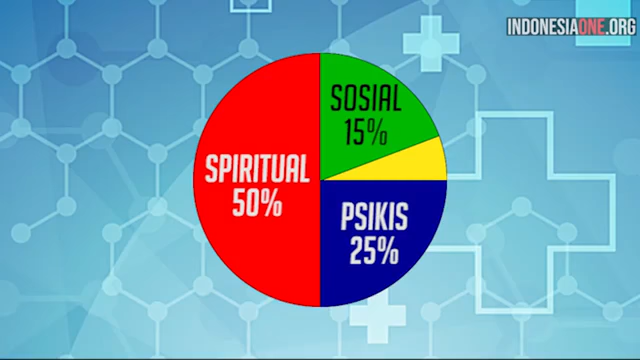 INDONESIAONE.ORG
SOSIAL
15%
SPIRITUAL
50%
PSIKIS
25%